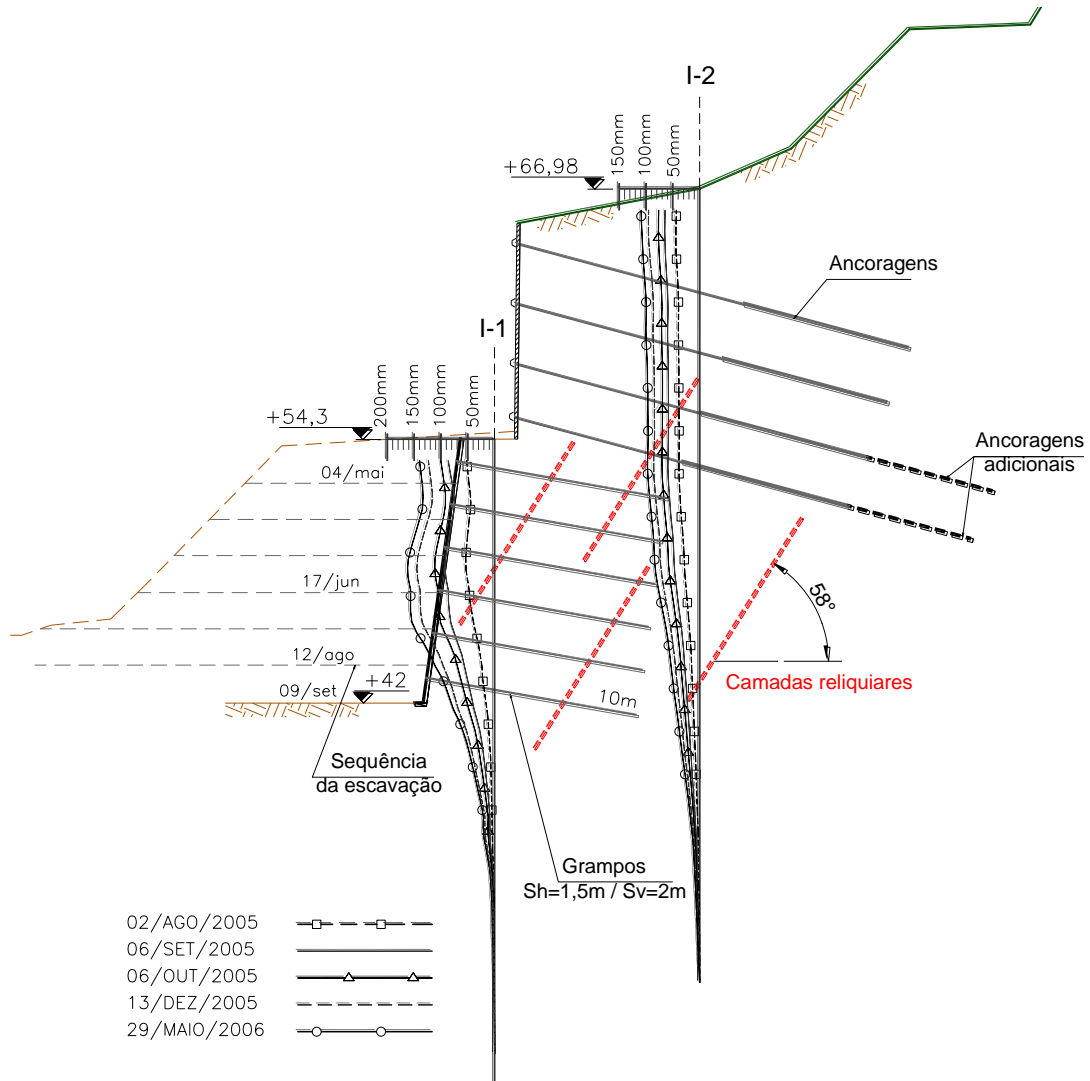 I-2
150mm
100mm
50mm
+66,98
Ancoragens
I-1
200mm
150mm
100mm
50mm
+54,3
Ancoragens
adicionais
04/mai
17/jun
58°
12/ago
Camadas reliquiares
09/set
+42
10m
Sequência
da escavação
Grampos
Sh=1,5m / Sv=2m
02/AGO/2005
06/SET/2005
06/OUT/2005
13/DEZ/2005
29/MAIO/2006